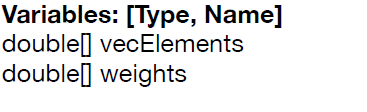 Variables: [Type, Name]
double[] vecElements
double[] weights